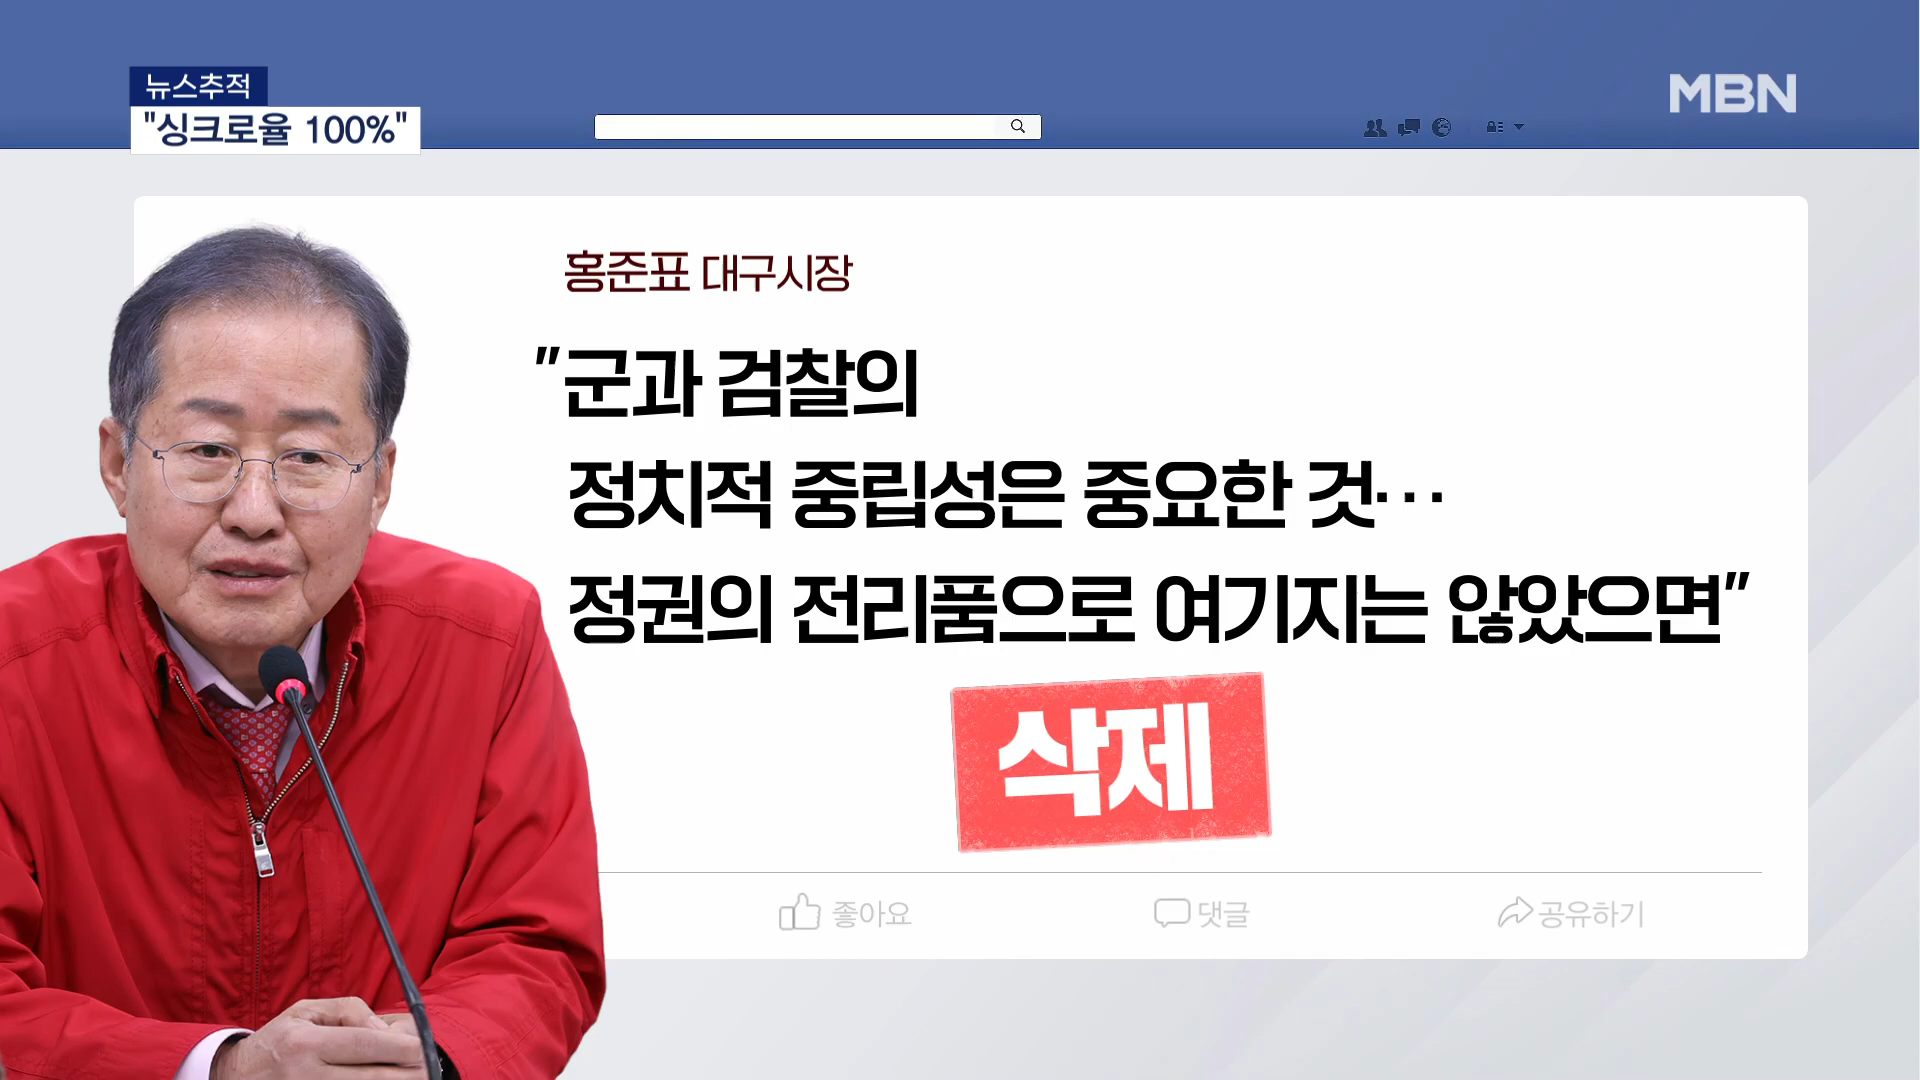 뉴스추적
"싱크로율 100%"
MBN
홍준표 대구시장
"군과 검찰의
정치적 중립성은 중요한 것…
정권의 전리품으로 여기지는 않았으면"
삭제
좋아요
댓글
공유하기